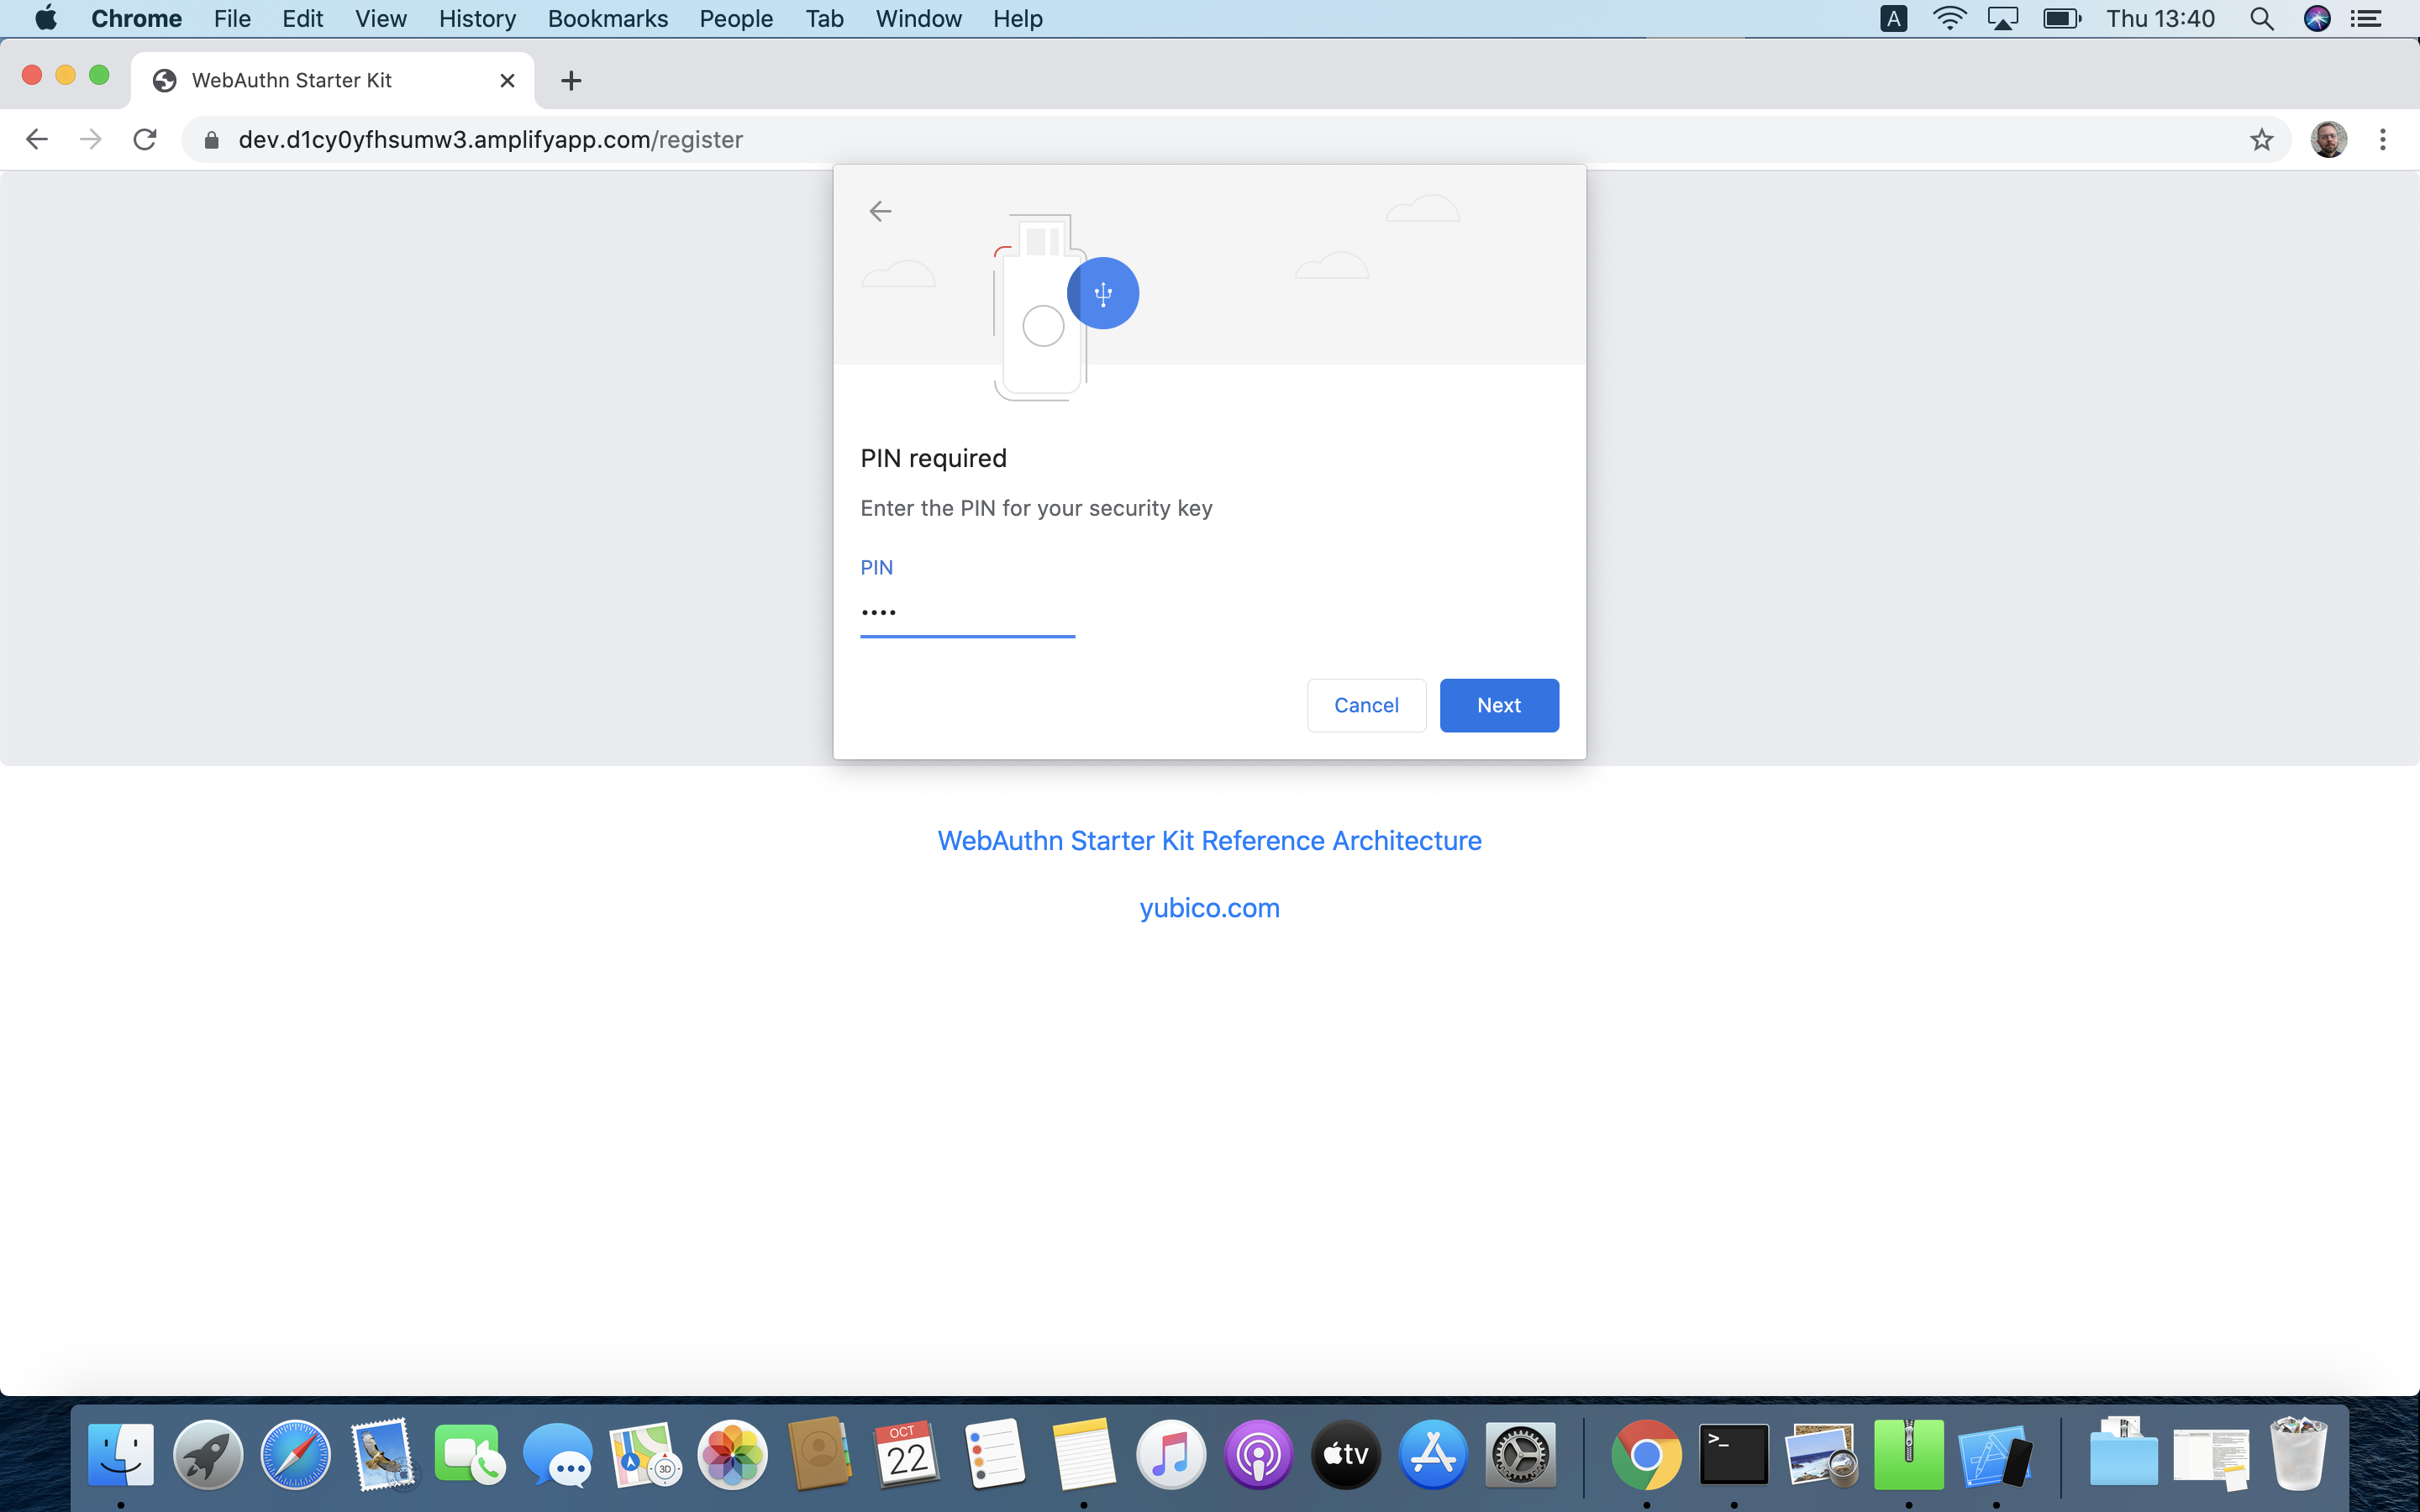 Chrome File Edit View History Bookmarks People Tab Window Help A Thu 13:40
WebAuthn Starter Kit
dev.d1cy0yfhsumw3.amplifyapp.com/register
PIN required
Enter the PIN for your security key
PIN
••••
Cancel Next
WebAuthn Starter Kit Reference Architecture
yubico.com
OCT
22
3D
tv
>_